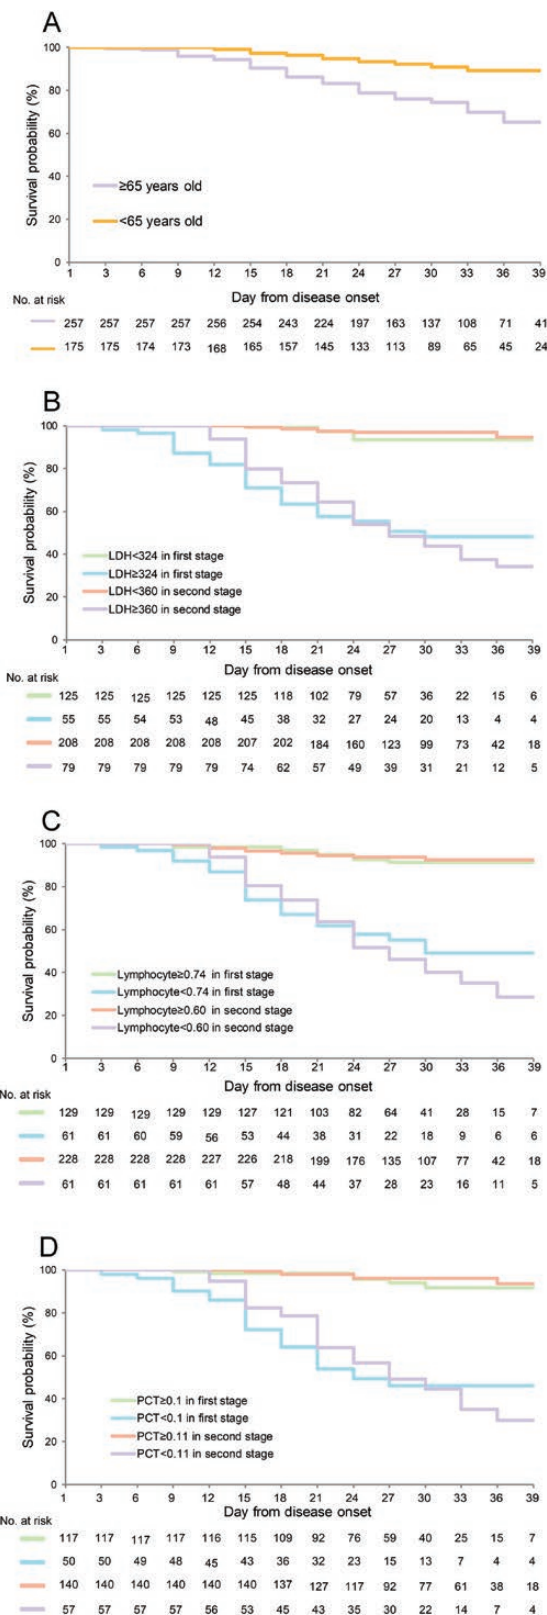 A
Survival probability (%)
100
80
60
40
20
0
≥65 years old
<65 years old
1 3 6 9 12 15 18 21 24 27 30 33 36 39
Day from disease onset
No. at risk
257 257 257 257 256 254 243 224 197 163 137 108 71 41
175 175 174 173 168 165 157 145 133 113 89 65 45 24
B
Survival probability (%)
100
80
60
40
20
0
LDH<324 in first stage
LDH≥324 in first stage
LDH<360 in second stage
LDH≥360 in second stage
1 3 6 9 12 15 18 21 24 27 30 33 36 39
Day from disease onset
No. at risk
125 125 125 125 125 125 118 102 79 57 36 22 15 6
55 55 54 53 48 45 38 32 27 24 20 13 4 4
208 208 208 208 208 207 202 184 160 123 99 73 42 18
79 79 79 79 79 74 62 57 49 39 31 21 12 5
C
Survival probability (%)
100
80
60
40
20
0
Lymphocyte≥0.74 in first stage
Lymphocyte<0.74 in first stage
Lymphocyte≥0.60 in second stage
Lymphocyte<0.60 in second stage
1 3 6 9 12 15 18 21 24 27 30 33 36 39
Day from disease onset
No. at risk
129 129 129 129 129 127 121 103 82 64 41 28 15 7
61 61 60 59 56 53 44 38 31 22 18 9 6 6
228 228 228 228 227 226 218 199 176 135 107 77 42 18
61 61 61 61 61 57 48 44 37 28 23 16 11 5
D
Survival probability (%)
100
80
60
40
20
0
PCT≥0.1 in first stage
PCT<0.1 in first stage
PCT≥0.11 in second stage
PCT<0.11 in second stage
1 3 6 9 12 15 18 21 24 27 30 33 36 39
Day from disease onset
No. at risk
117 117 117 117 116 115 109 92 76 59 40 25 15 7
50 50 49 48 45 43 36 32 23 15 13 7 4 4
140 140 140 140 140 140 137 127 117 92 77 61 38 18
57 57 57 57 56 53 45 43 35 30 22 14 7 4